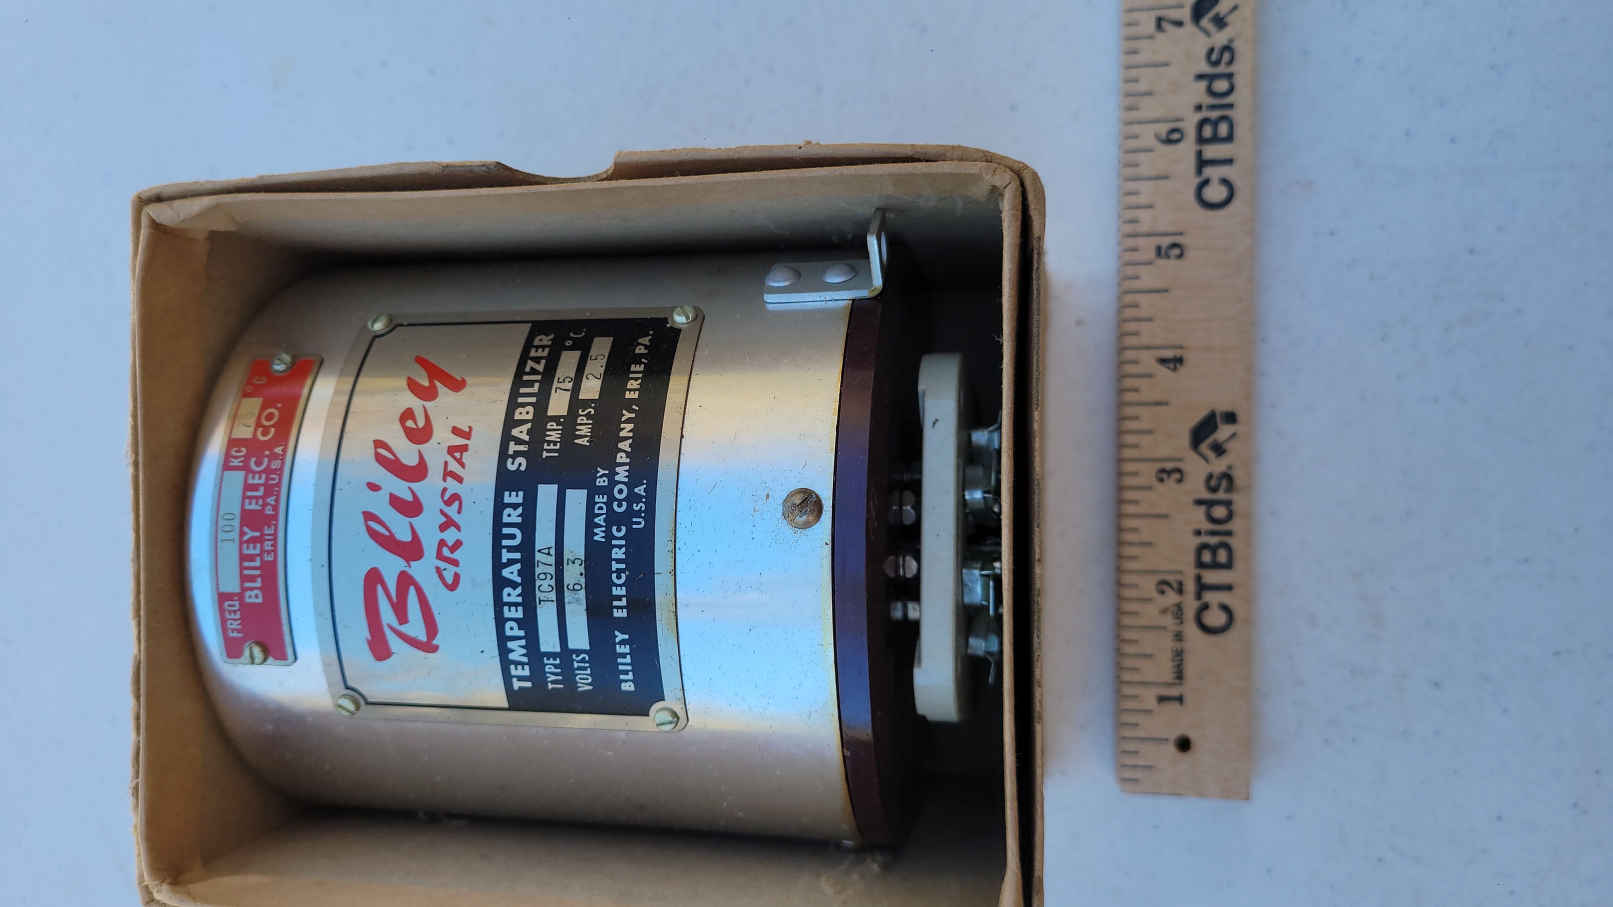 FREQ. 100 KC °C
BLILEY ELEC. CO.
ERIE, PA., U.S.A.
Bliley
CRYSTAL
TEMPERATURE STABILIZER
TYPE TC97A TEMP. 75 °C.
VOLTS 6.3 AMPS. 2.5
MADE BY
BLILEY ELECTRIC COMPANY, ERIE, PA.
U.S.A.
1 2 3 4 5 6 7
MADE IN USA
CTBids. CTBids. CTBids.